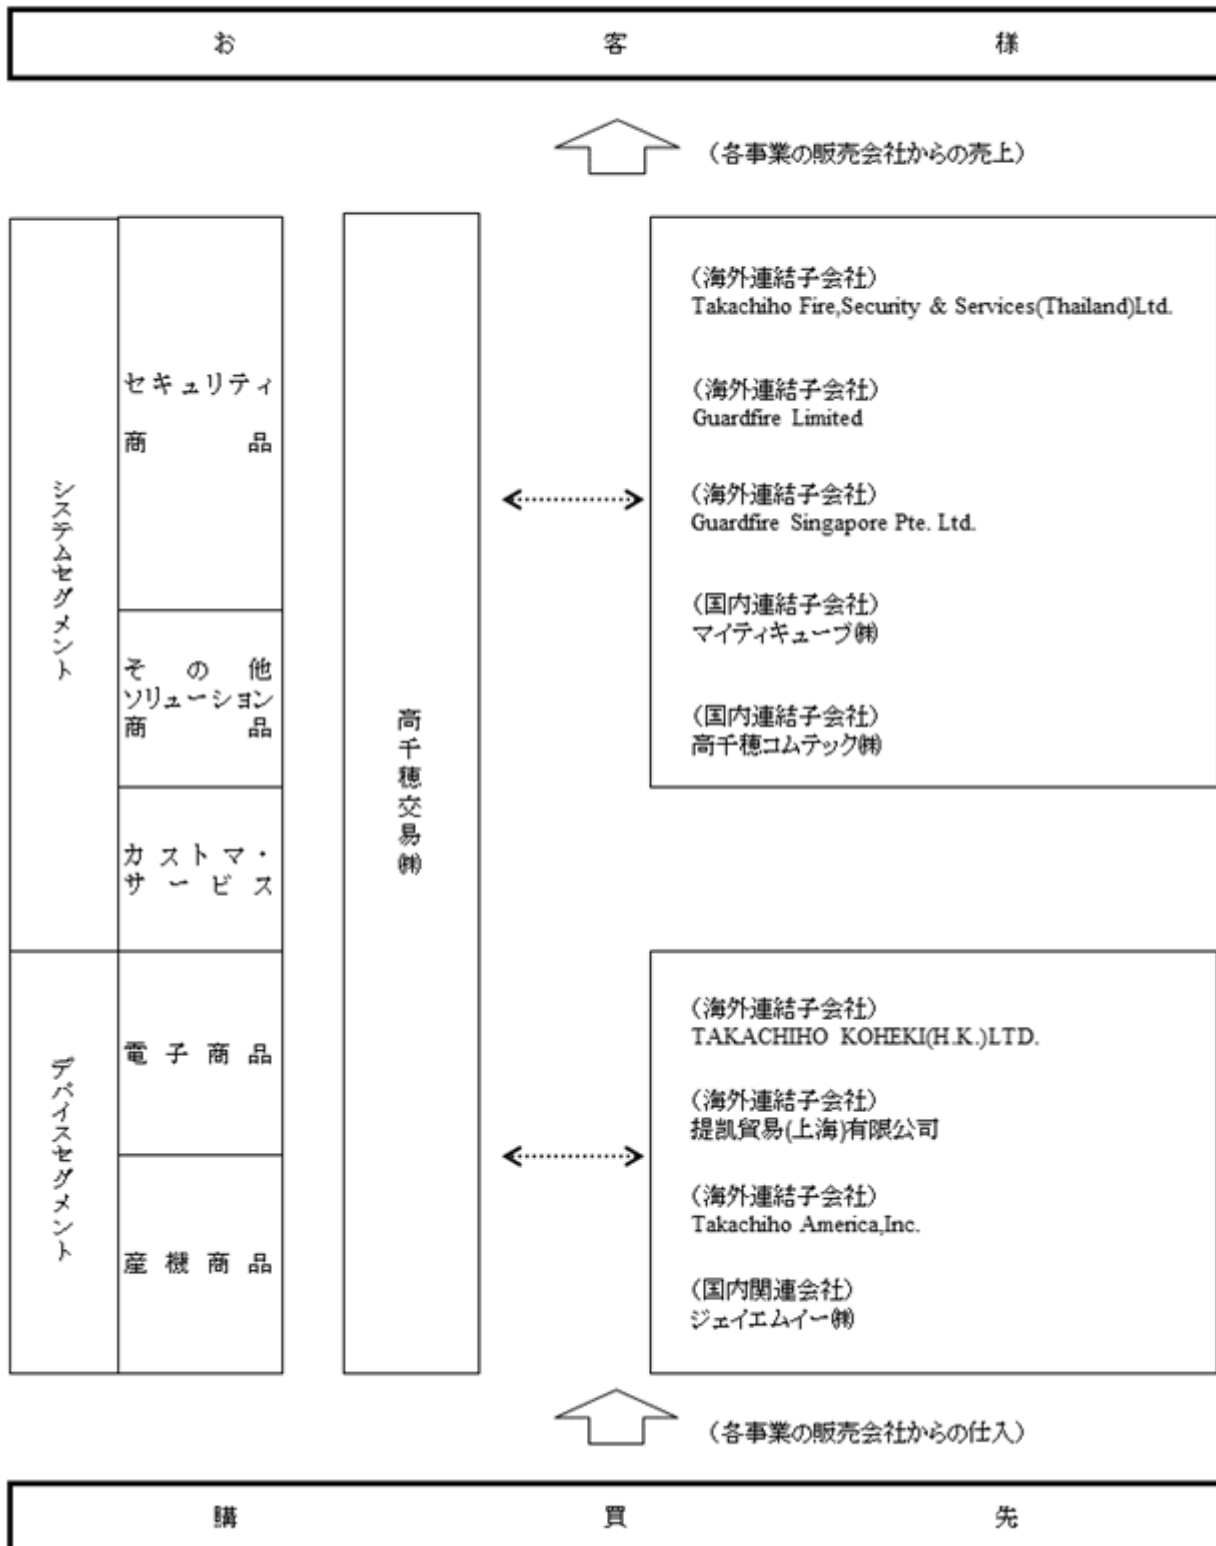 お客様
（各事業の販売会社からの売上）
システムセグメント
セキュリティ
商品
その他
ソリューション
商品
カストマ・
サービス
デバイスセグメント
電子商品
産機商品
高千穂交易㈱
（海外連結子会社）
Takachiho Fire,Security & Services(Thailand)Ltd.
（海外連結子会社）
Guardfire Limited
（海外連結子会社）
Guardfire Singapore Pte. Ltd.
（国内連結子会社）
マイティキューブ㈱
（国内連結子会社）
高千穂コムテック㈱
（海外連結子会社）
TAKACHIHO KOHEKI(H.K.)LTD.
（海外連結子会社）
提凱貿易(上海)有限公司
（海外連結子会社）
Takachiho America,Inc.
（国内関連会社）
ジェイエムイー㈱
（各事業の販売会社からの仕入）
購買先